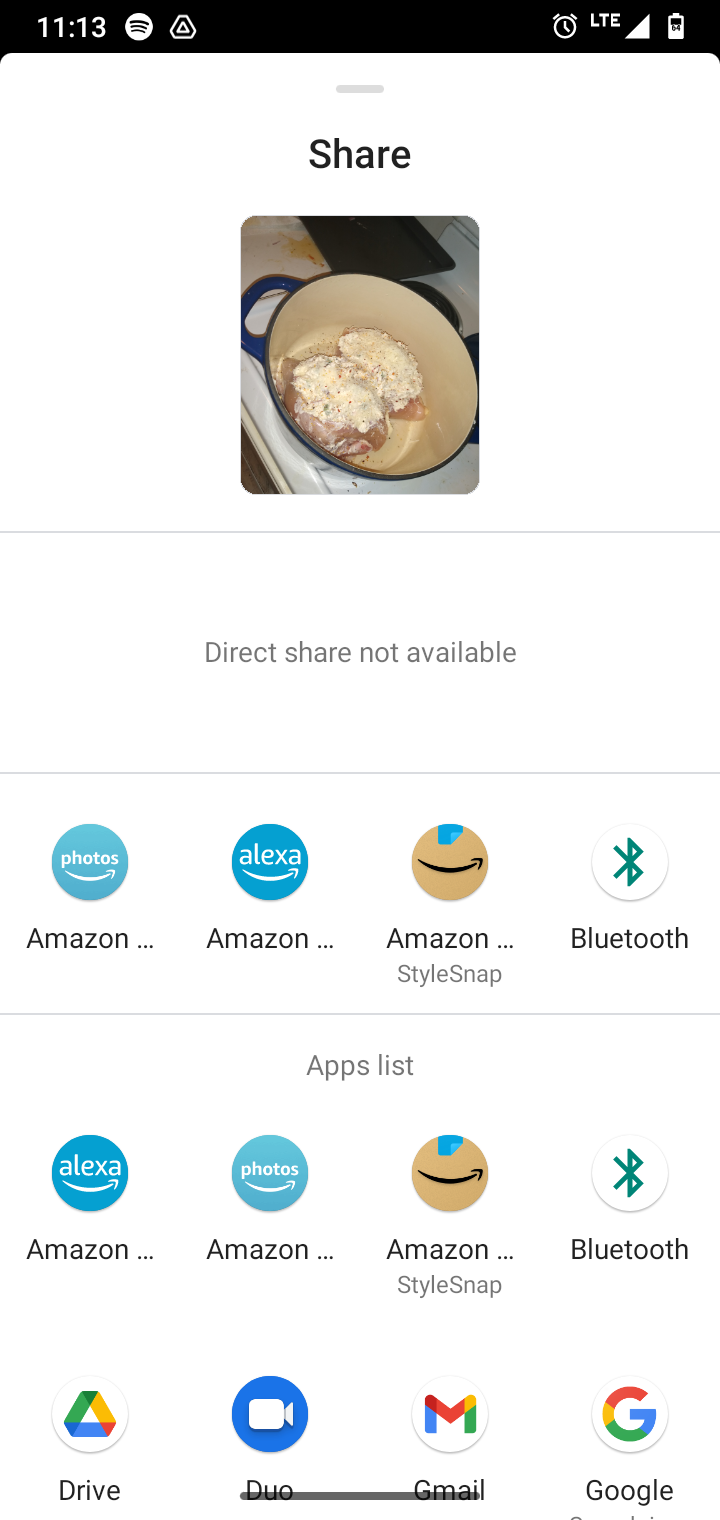 11:13
LTE
64
Share
Direct share not available
photos
alexa
Amazon ...
Amazon ...
Amazon ...
Bluetooth
StyleSnap
Apps list
alexa
photos
Amazon ...
Amazon ...
Amazon ...
Bluetooth
StyleSnap
Drive
Duo
Gmail
Google